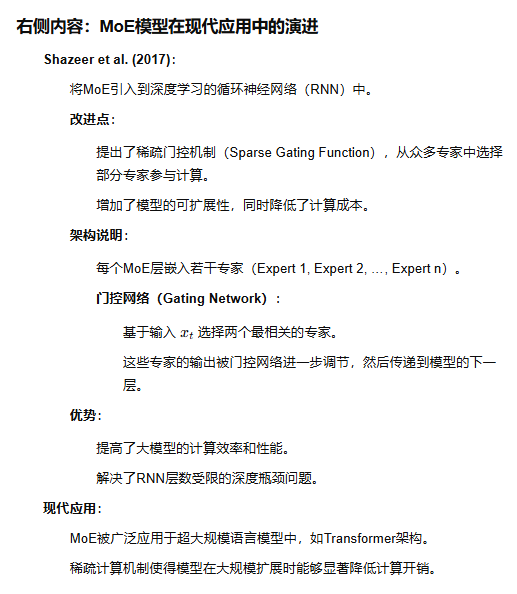 右侧内容：MoE模型在现代应用中的演进
Shazeer et al. (2017)：
将MoE引入到深度学习的循环神经网络（RNN）中。
改进点：
提出了稀疏门控机制（Sparse Gating Function），从众多专家中选择
部分专家参与计算。
增加了模型的可扩展性，同时降低了计算成本。
架构说明：
每个MoE层嵌入若干专家（Expert 1, Expert 2, …, Expert n）。
门控网络（Gating Network）：
基于输入 xₜ 选择两个最相关的专家。
这些专家的输出被门控网络进一步调节，然后传递到模型的下一
层。
优势：
提高了大模型的计算效率和性能。
解决了RNN层数受限的深度瓶颈问题。
现代应用：
MoE被广泛应用于超大规模语言模型中，如Transformer架构。
稀疏计算机制使得模型在大规模扩展时能够显著降低计算开销。